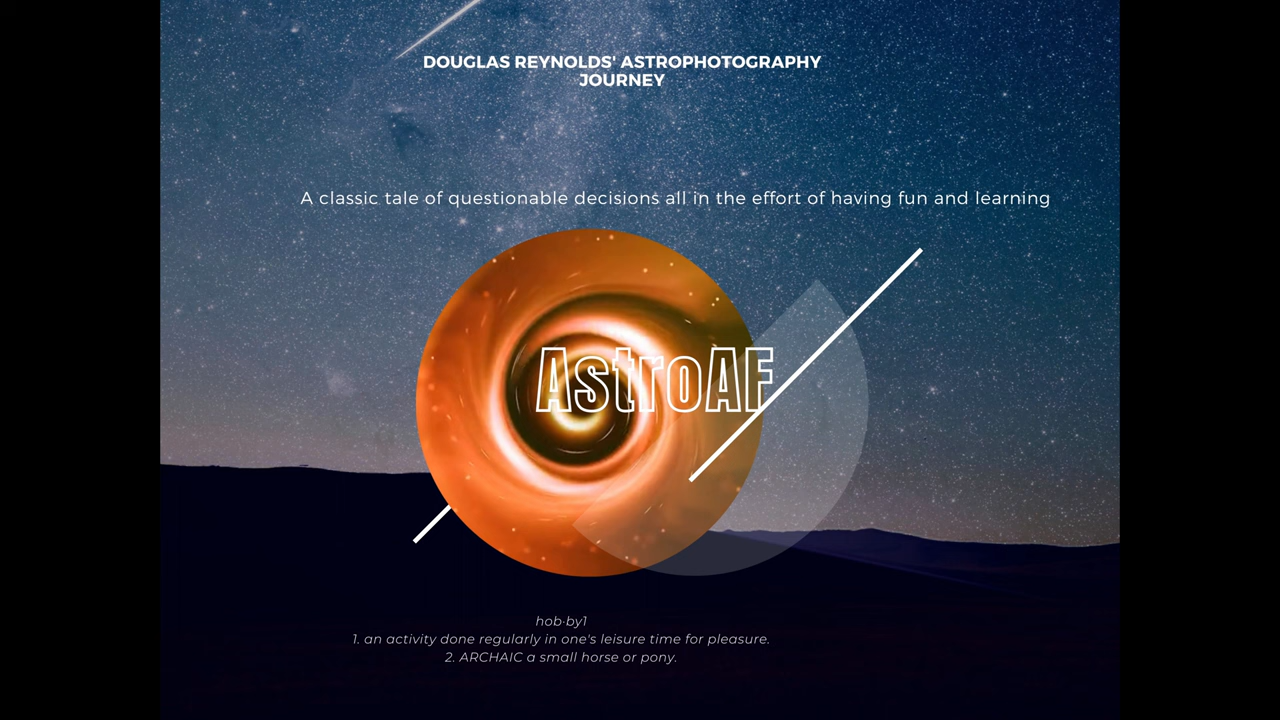 DOUGLAS REYNOLDS' ASTROPHOTOGRAPHY
JOURNEY
A classic tale of questionable decisions all in the effort of having fun and learning
AstroAF
hob·by1
1. an activity done regularly in one's leisure time for pleasure.
2. ARCHAIC a small horse or pony.